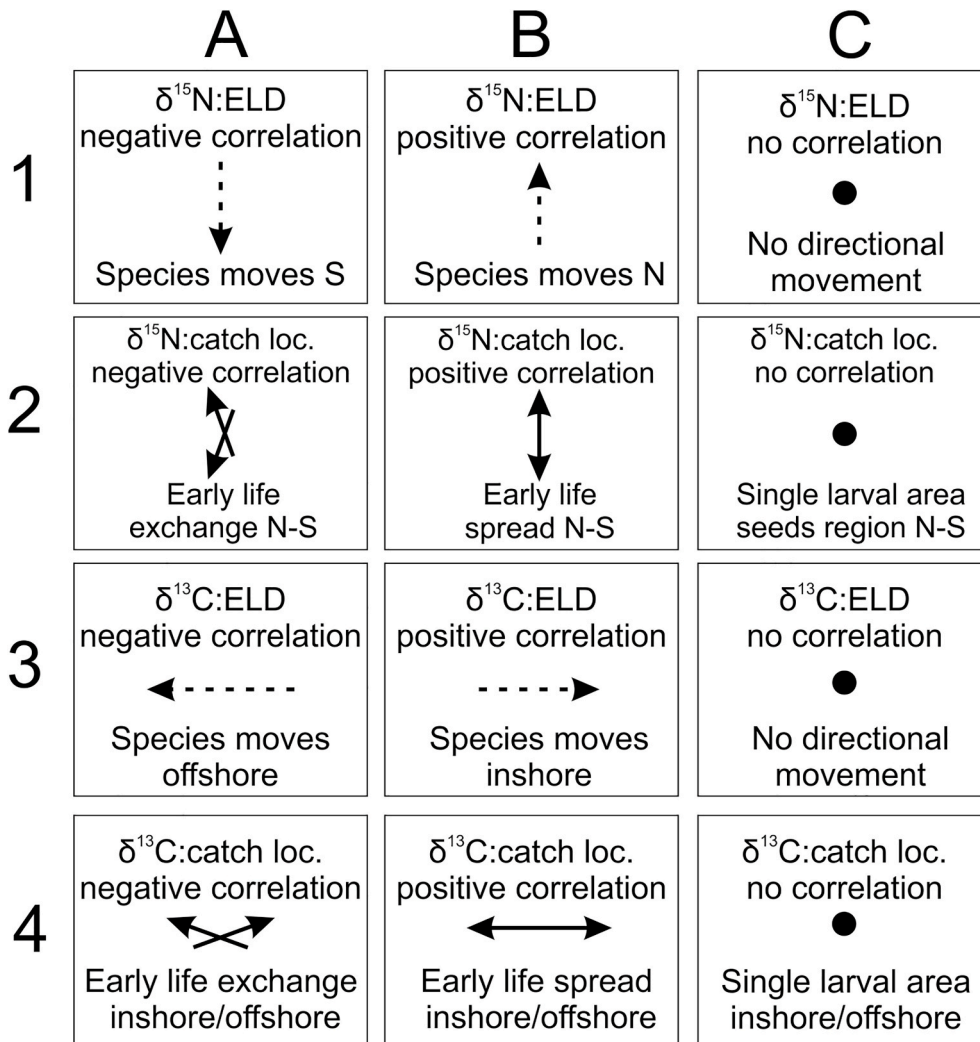 A
B
C
1
δ¹⁵N:ELD
negative correlation
Species moves S
δ¹⁵N:ELD
positive correlation
Species moves N
δ¹⁵N:ELD
no correlation
No directional
movement
2
δ¹⁵N:catch loc.
negative correlation
Early life
exchange N-S
δ¹⁵N:catch loc.
positive correlation
Early life
spread N-S
δ¹⁵N:catch loc.
no correlation
Single larval area
seeds region N-S
3
δ¹³C:ELD
negative correlation
Species moves
offshore
δ¹³C:ELD
positive correlation
Species moves
inshore
δ¹³C:ELD
no correlation
No directional
movement
4
δ¹³C:catch loc.
negative correlation
Early life exchange
inshore/offshore
δ¹³C:catch loc.
positive correlation
Early life spread
inshore/offshore
δ¹³C:catch loc.
no correlation
Single larval area
inshore/offshore